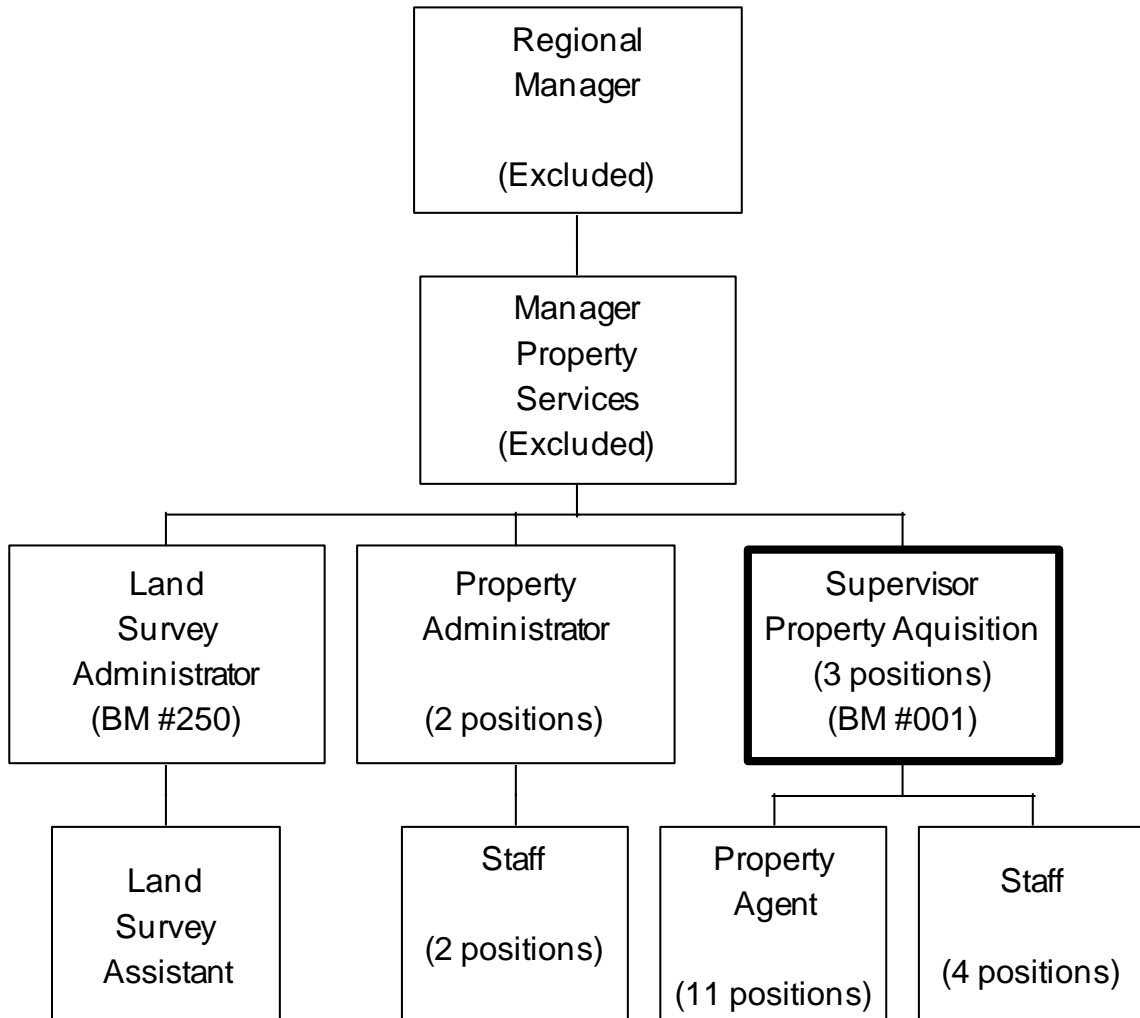 Regional
Manager
(Excluded)
Manager
Property
Services
(Excluded)
Land
Survey
Administrator
(BM #250)
Property
Administrator
(2 positions)
Supervisor
Property Aquisition
(3 positions)
(BM #001)
Land
Survey
Assistant
Staff
(2 positions)
Property
Agent
(11 positions)
Staff
(4 positions)